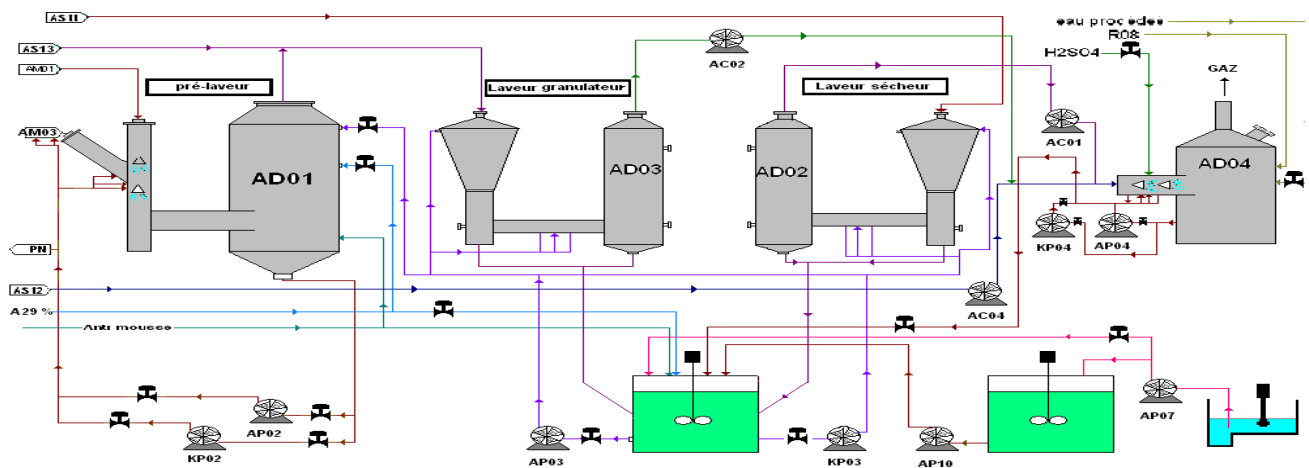 AS11
eau procédés
R08
AS13
H2SO4
AM01
pré-laveur
Laveur granulateur
AC02
Laveur sécheur
GAZ
AM03
AC01
AD01
AD03
AD02
AD04
PN
KP04
AP04
AS12
A29 %
AC04
Anti mousse
AP02
KP02
AP03
KP03
AP10
AP07